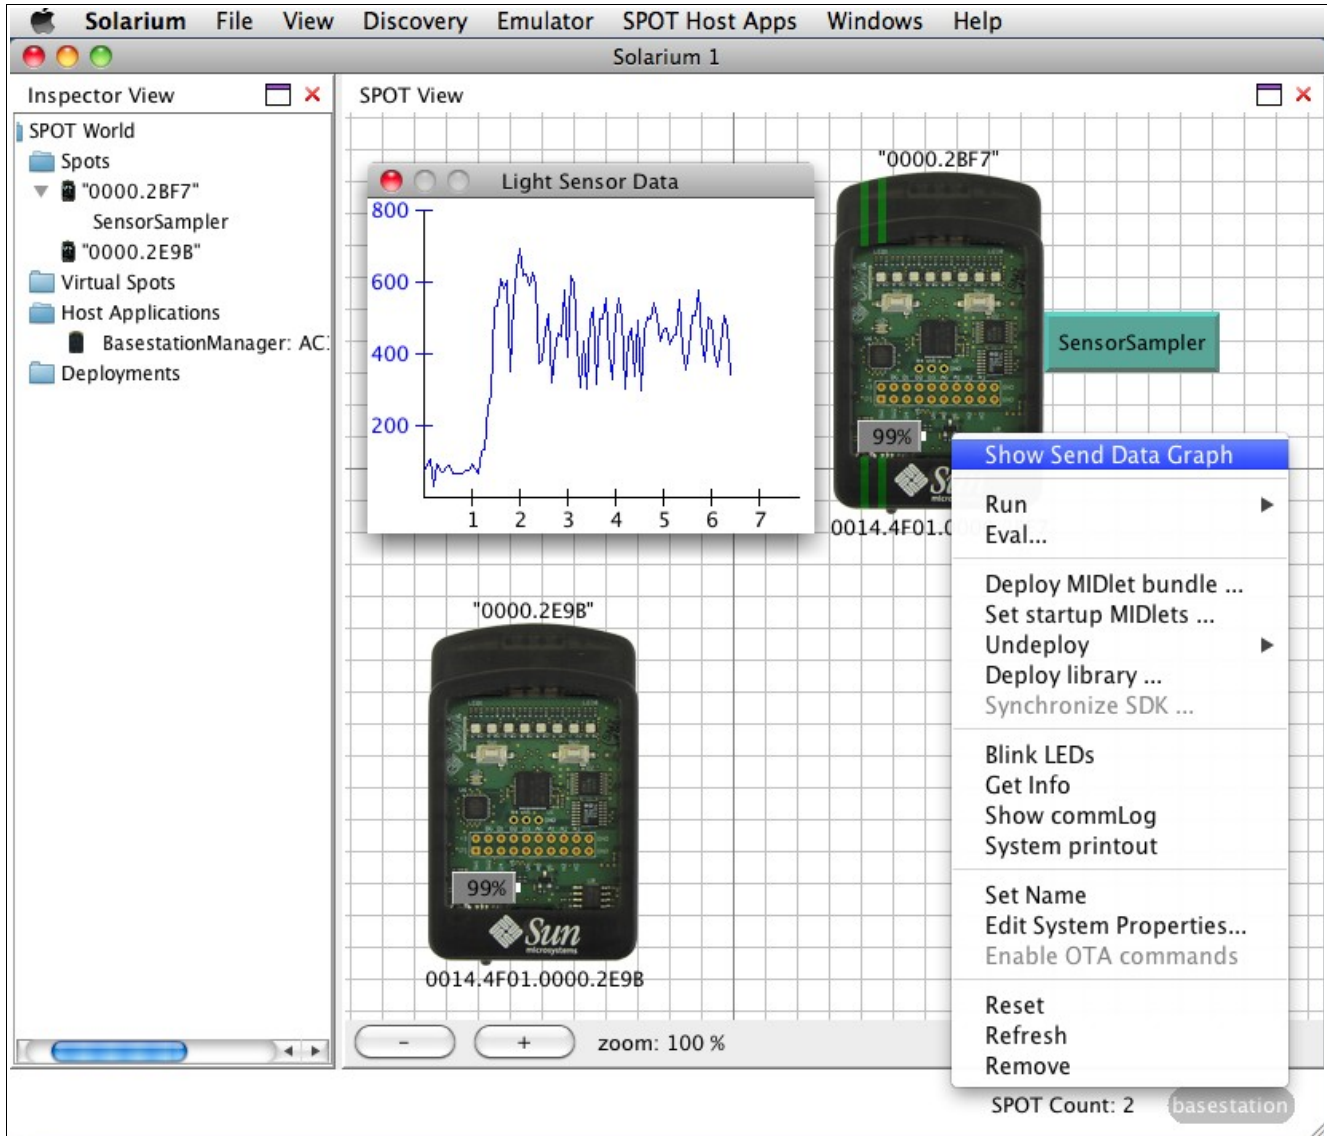 Solarium File View Discovery Emulator SPOT Host Apps Windows Help
Solarium 1
Inspector View
SPOT World
Spots
"0000.2BF7"
SensorSampler
"0000.2E9B"
Virtual Spots
Host Applications
BasestationManager: AC
Deployments
SPOT View
Light Sensor Data
800
600
400
200
1 2 3 4 5 6 7
"0000.2BF7"
99%
0014.4F01.0
SensorSampler
"0000.2E9B"
99%
Sun
microsystems
0014.4F01.0000.2E9B
Show Send Data Graph
Run
Eval...
Deploy MIDlet bundle ...
Set startup MIDlets ...
Undeploy
Deploy library ...
Synchronize SDK ...
Blink LEDs
Get Info
Show commLog
System printout
Set Name
Edit System Properties...
Enable OTA commands
Reset
Refresh
Remove
- + zoom: 100 %
SPOT Count: 2 basestation